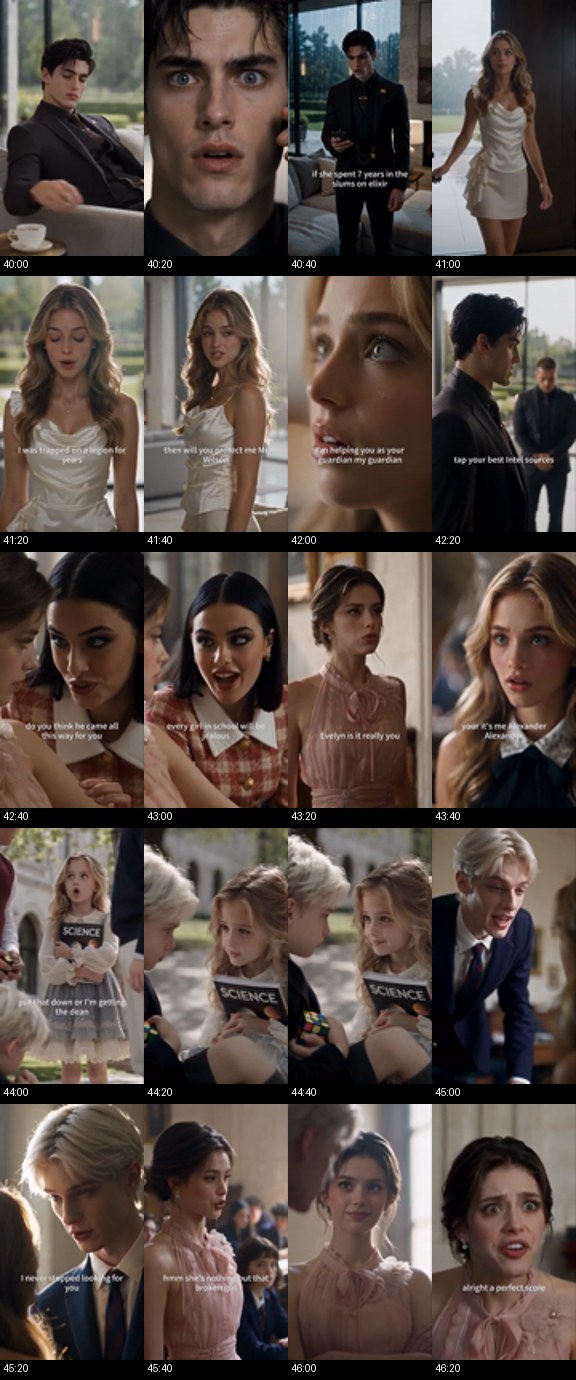 40:00
40:20
if she spent 7 years in the
slums on elixir
40:40
41:00
I was trapped on a legion for
years
41:20
then will you protect me Mr
Wilson
41:40
I'm helping you as your
guardian my guardian
42:00
tap your best Intel sources
42:20
do you think he came all
this way for you
42:40
every girl in school will be
jealous
43:00
Evelyn is it really you
43:20
your it's me Alexander
43:40
SCIENCE
put that down or I'm getting
the dean
44:00
SCIENCE
44:20
SCIENCE
44:40
45:00
I never stopped looking for
you
45:20
hmm she's nothing but that
broken girl
45:40
46:00
alright a perfect score
46:20